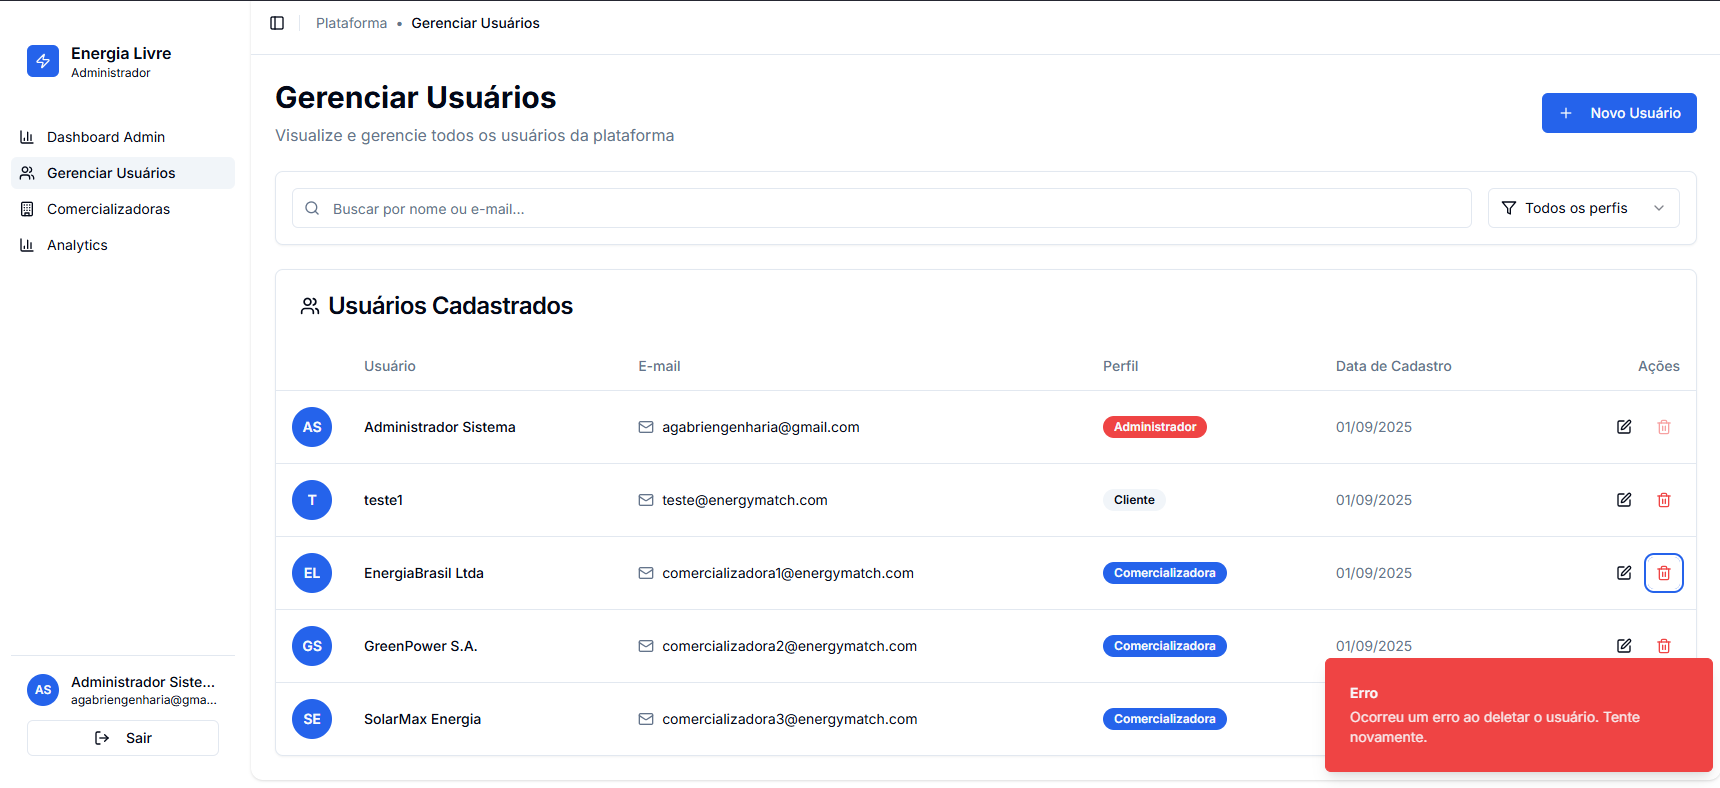 Energia Livre
Administrador
Dashboard Admin
Gerenciar Usuários
Comercializadoras
Analytics
AS
Administrador Siste...
agabriengenharia@gma...
Sair
Plataforma • Gerenciar Usuários
Gerenciar Usuários
Visualize e gerencie todos os usuários da plataforma
+ Novo Usuário
Buscar por nome ou e-mail...
Todos os perfis
Usuários Cadastrados
Usuário E-mail Perfil Data de Cadastro Ações
AS Administrador Sistema agabriengenharia@gmail.com Administrador 01/09/2025
T teste1 teste@energymatch.com Cliente 01/09/2025
EL EnergiaBrasil Ltda comercializadora1@energymatch.com Comercializadora 01/09/2025
GS GreenPower S.A. comercializadora2@energymatch.com Comercializadora 01/09/2025
SE SolarMax Energia comercializadora3@energymatch.com Comercializadora
Erro
Ocorreu um erro ao deletar o usuário. Tente
novamente.